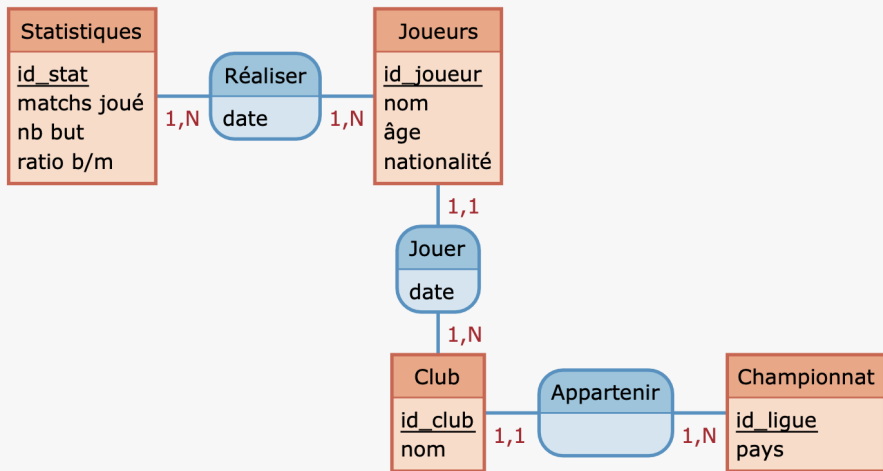 Statistiques
id_stat
matchs joué
nb but
ratio b/m
1,N
Réaliser
date
1,N
Joueurs
id_joueur
nom
âge
nationalité
1,1
Jouer
date
1,N
Club
id_club
nom
1,1
Appartenir
1,N
Championnat
id_ligue
pays